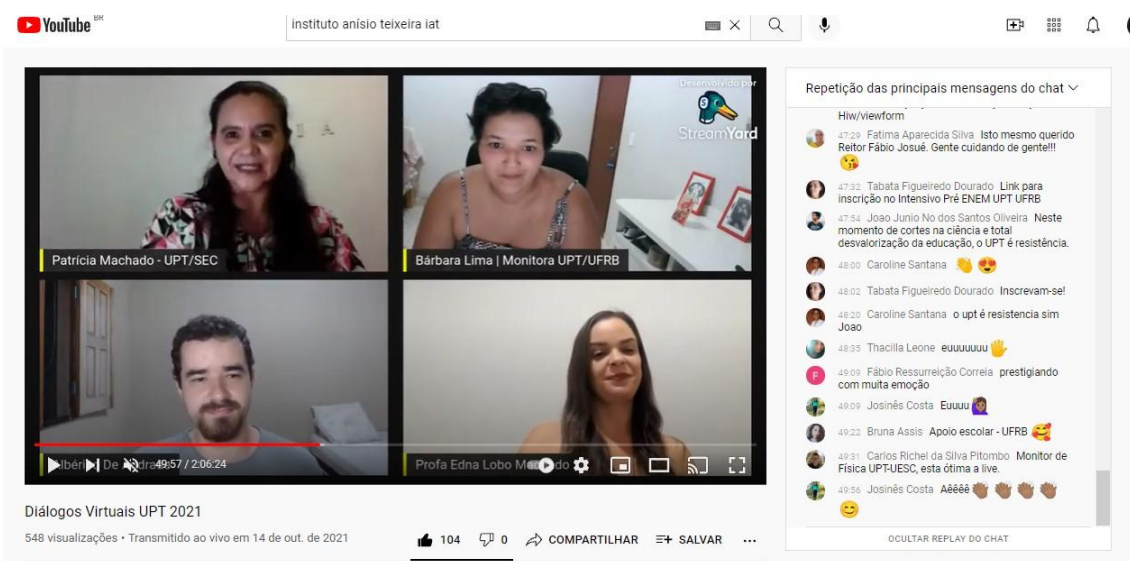 YouTube BR
instituto anísio teixeira iat
Desenvolvido por
StreamYard
Patrícia Machado - UPT/SEC
Bárbara Lima | Monitora UPT/UFRB
49:57 / 2:06:24
Profa Edna Lobo
Diálogos Virtuais UPT 2021
548 visualizações • Transmitido ao vivo em 14 de out. de 2021
104
0
COMPARTILHAR
SALVAR
Repetição das principais mensagens do chat
Hiw/viewform
47:29 Fatima Aparecida Silva Isto mesmo querido
Reitor Fábio Josué. Gente cuidando de gente!!!
😘
47:32 Tabata Figueiredo Dourado Link para
inscrição no Intensivo Pré ENEM UPT UFRB
47:54 Joao Junio No dos Santos Oliveira Neste
momento de cortes na ciência e total
desvalorização da educação, o UPT é resistência.
48:00 Caroline Santana 👏 😍
48:02 Tabata Figueiredo Dourado Inscrevam-se!
48:20 Caroline Santana o upt é resistencia sim
Joao
48:35 Thacilla Leone euuuuuuu 🖐
F
49:09 Fábio Ressurreição Correia prestigiando
com muita emoção
49:09 Josinês Costa Euuuu 🙋🏽‍♀️
49:22 Bruna Assis Apoio escolar - UFRB 🥰
49:31 Carlos Richel da Silva Pitombo Monitor de
Física UPT-UESC, esta ótima a live.
49:56 Josinês Costa Aêêêê 👏🏽 👏🏽 👏🏽 👏🏽
😊
OCULTAR REPLAY DO CHAT